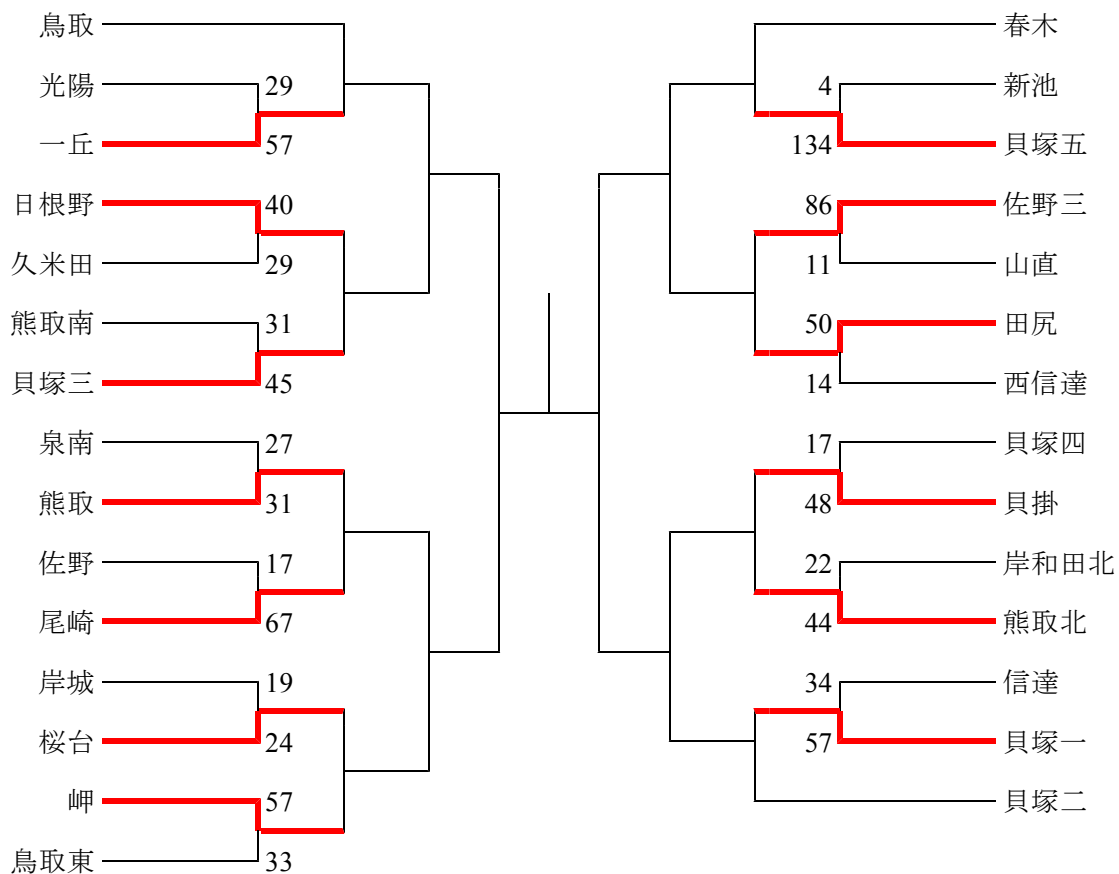 鳥取
光陽 29
一丘 57
日根野 40
久米田 29
熊取南 31
貝塚三 45
泉南 27
熊取 31
佐野 17
尾崎 67
岸城 19
桜台 24
岬 57
鳥取東 33
春木
4 新池
134 貝塚五
86 佐野三
11 山直
50 田尻
14 西信達
17 貝塚四
48 貝掛
22 岸和田北
44 熊取北
34 信達
57 貝塚一
貝塚二